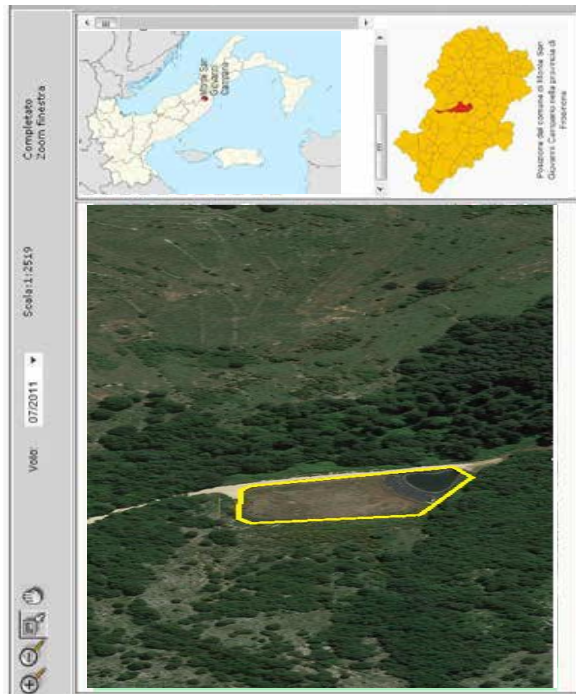 Volo: 07/2011
Scala:1:2519
Completato
Zoom finestra
Monte San
Giovanni
Campano
Posizione del comune di Monte San
Giovanni Campano nella provincia di
Frosinone